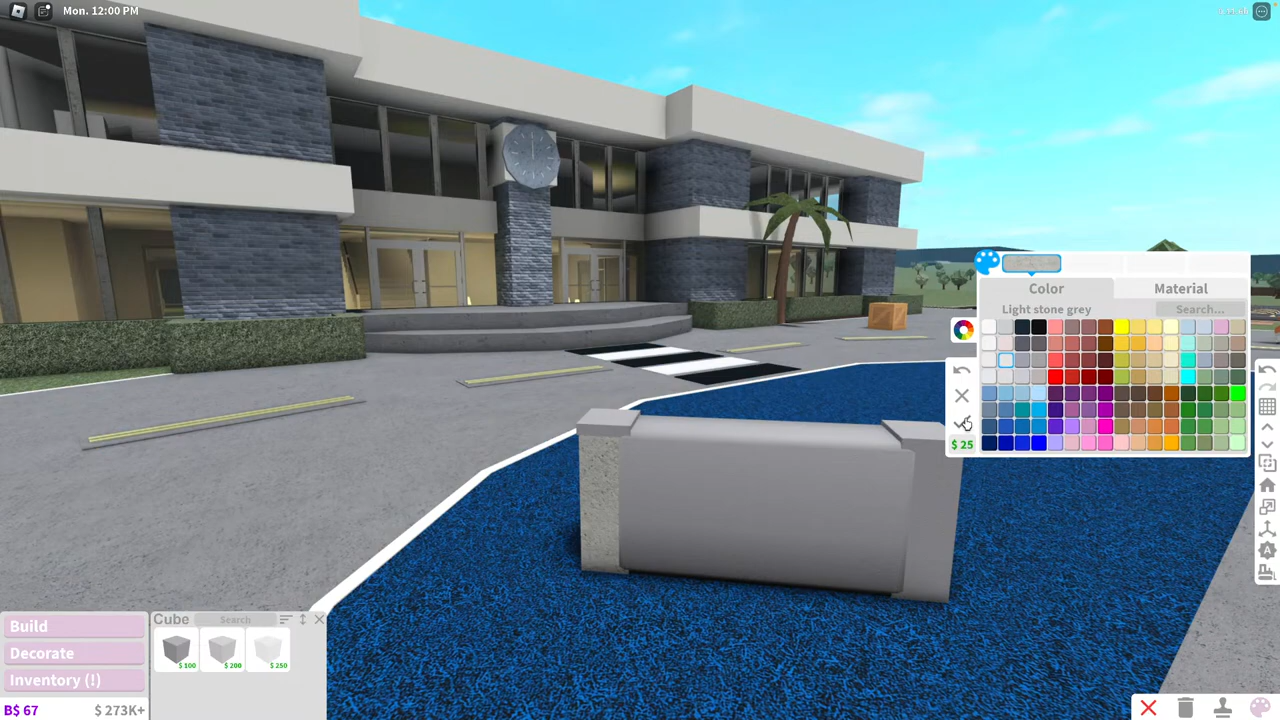 Mon. 12:00 PM
Color
Material
Light stone grey
Search...
$ 25
Build
Decorate
Inventory (!)
B$ 67
$ 273K+
Cube
Search
$ 100
$ 200
$ 250
A